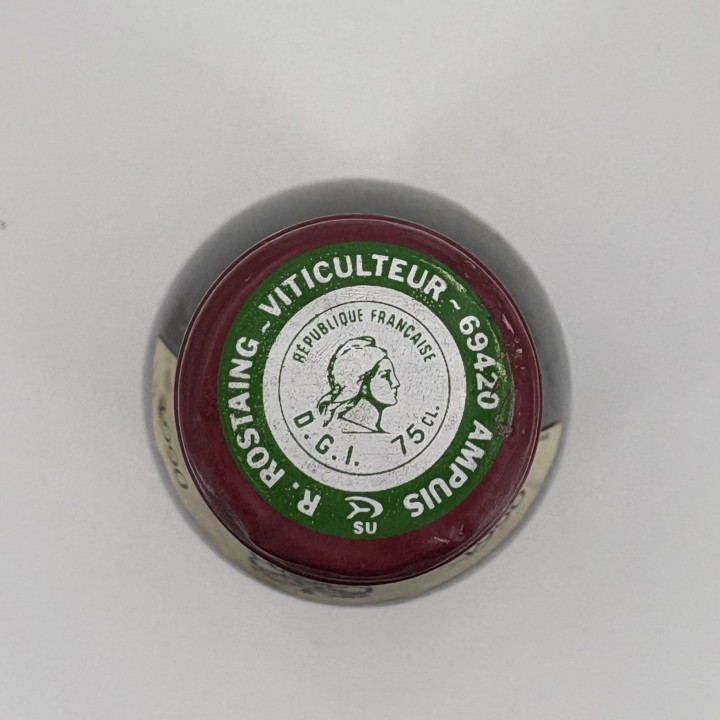 R. ROSTAING ~ VITICULTEUR ~ 69420 AMPUIS
SU
RÉPUBLIQUE FRANÇAISE
D.G.I. 75 CL.